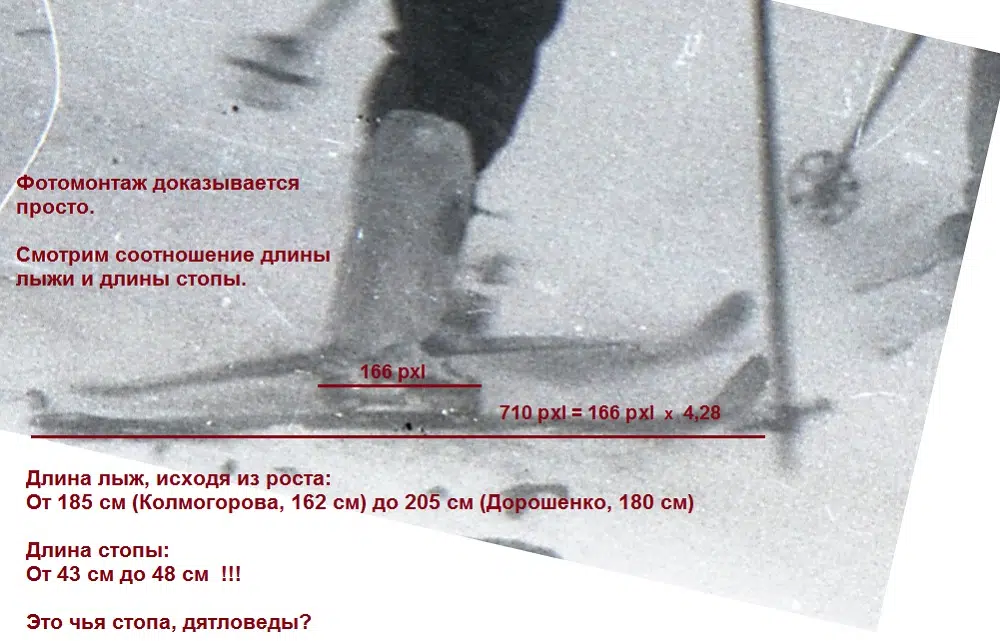 Фотомонтаж доказывается
просто.
Смотрим соотношение длины
лыжи и длины стопы.
166 pxl
710 pxl = 166 pxl x 4,28
Длина лыж, исходя из роста:
От 185 см (Колмогорова, 162 см) до 205 см (Дорошенко, 180 см)
Длина стопы:
От 43 см до 48 см !!!
Это чья стопа, дятловеды?